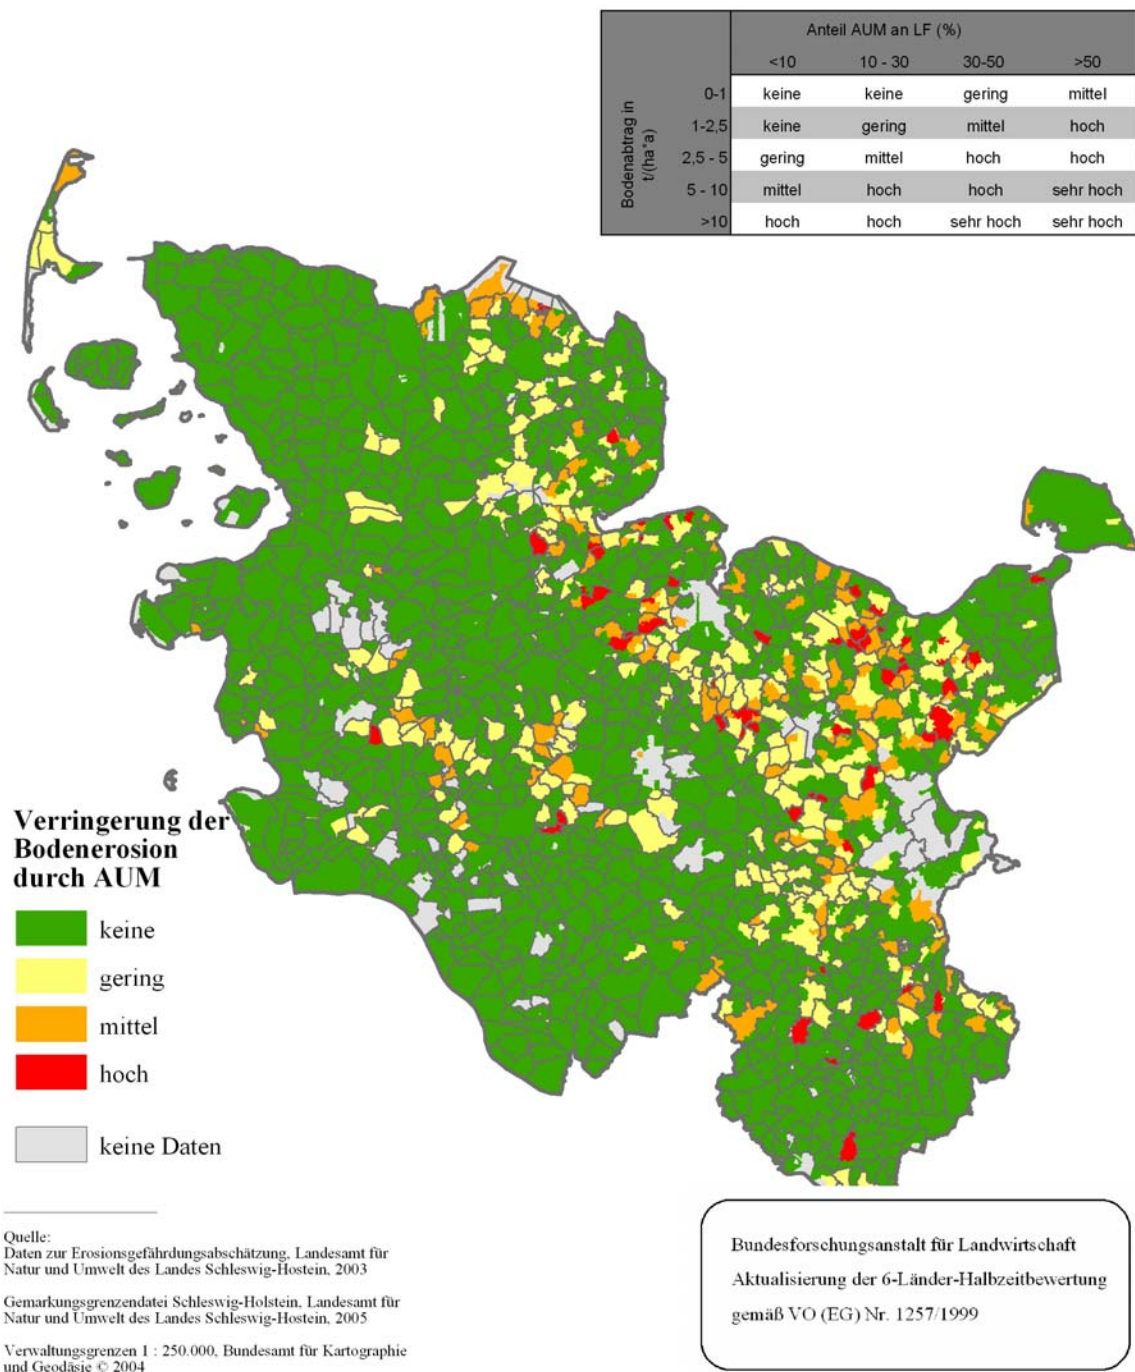 Anteil AUM an LF (%)
<10 10 - 30 30-50 >50
Bodenabtrag in
t/(ha*a)
0-1 keine keine gering mittel
1-2,5 keine gering mittel hoch
2,5 - 5 gering mittel hoch hoch
5 - 10 mittel hoch hoch sehr hoch
>10 hoch hoch sehr hoch sehr hoch
Verringerung der
Bodenerosion
durch AUM
keine
gering
mittel
hoch
keine Daten
Quelle:
Daten zur Erosionsgefährdungsabschätzung, Landesamt für
Natur und Umwelt des Landes Schleswig-Hostein, 2003
Gemarkungsgrenzendatei Schleswig-Holstein, Landesamt für
Natur und Umwelt des Landes Schleswig-Hostein, 2005
Verwaltungsgrenzen 1 : 250.000, Bundesamt für Kartographie
und Geodäsie © 2004
Bundesforschungsanstalt für Landwirtschaft
Aktualisierung der 6-Länder-Halbzeitbewertung
gemäß VO (EG) Nr. 1257/1999